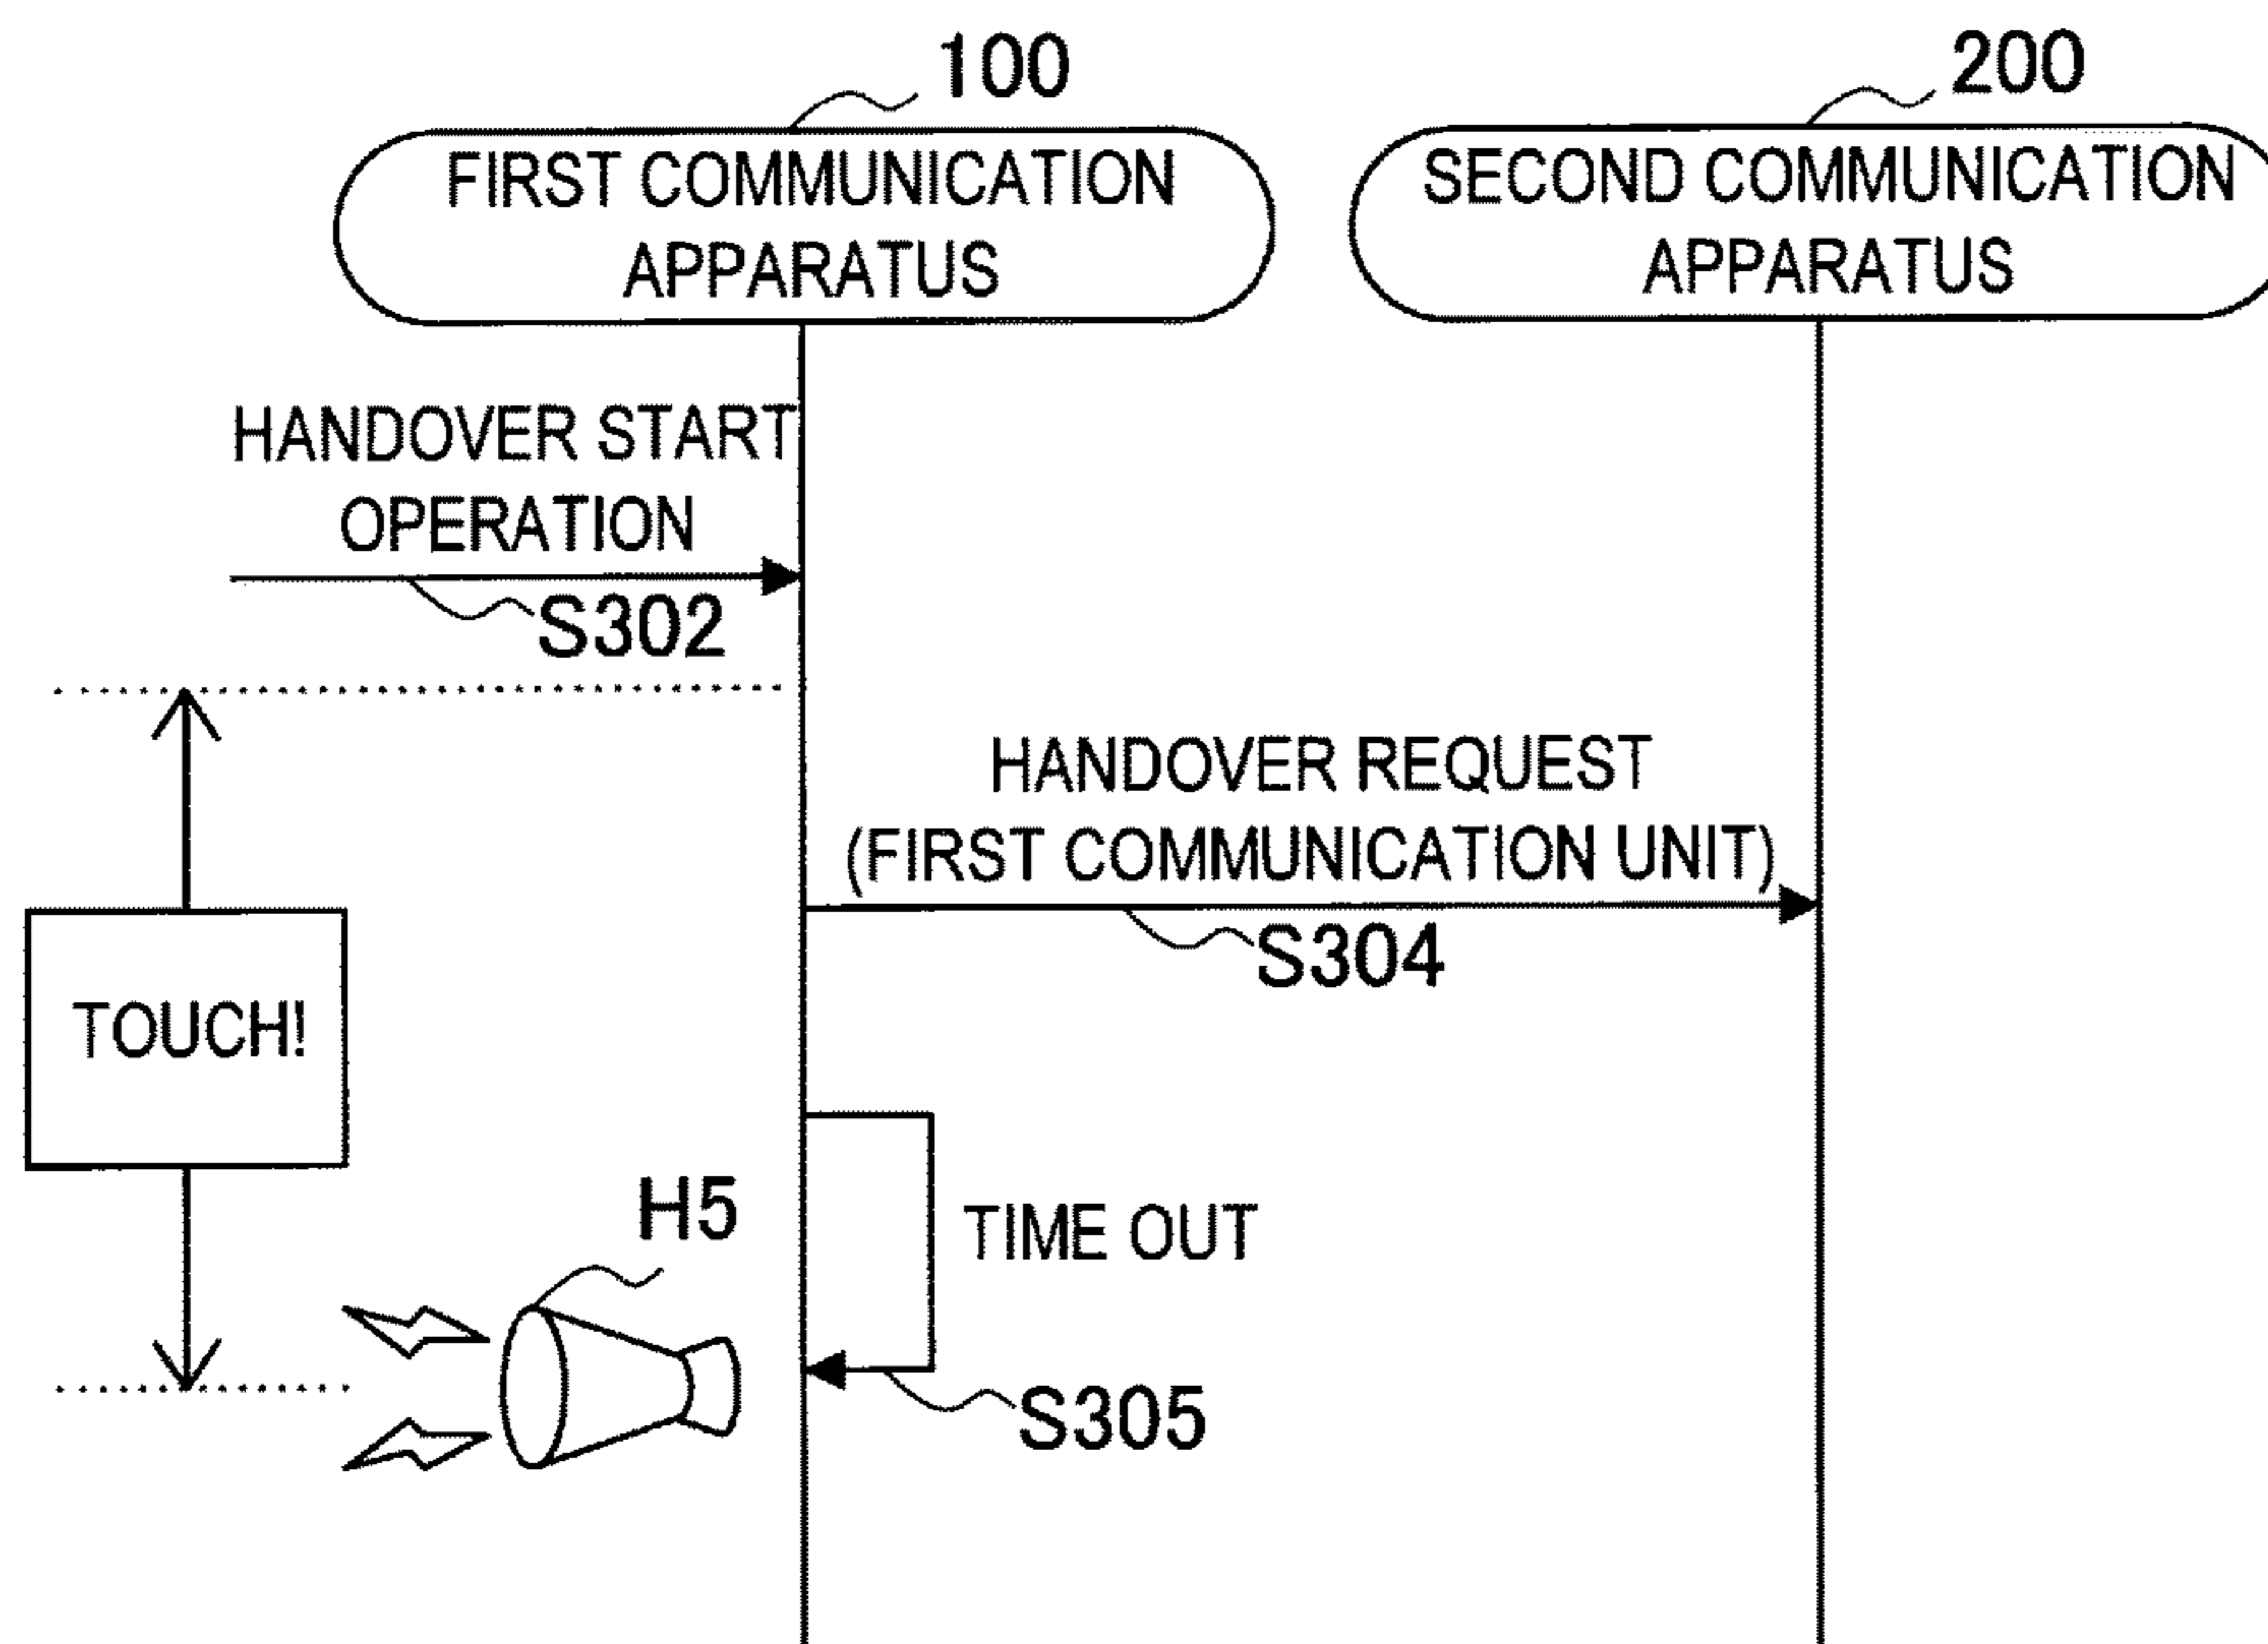 100
200
FIRST COMMUNICATION
APPARATUS
SECOND COMMUNICATION
APPARATUS
HANDOVER START
OPERATION
S302
HANDOVER REQUEST
(FIRST COMMUNICATION UNIT)
S304
TOUCH!
H5
TIME OUT
S305